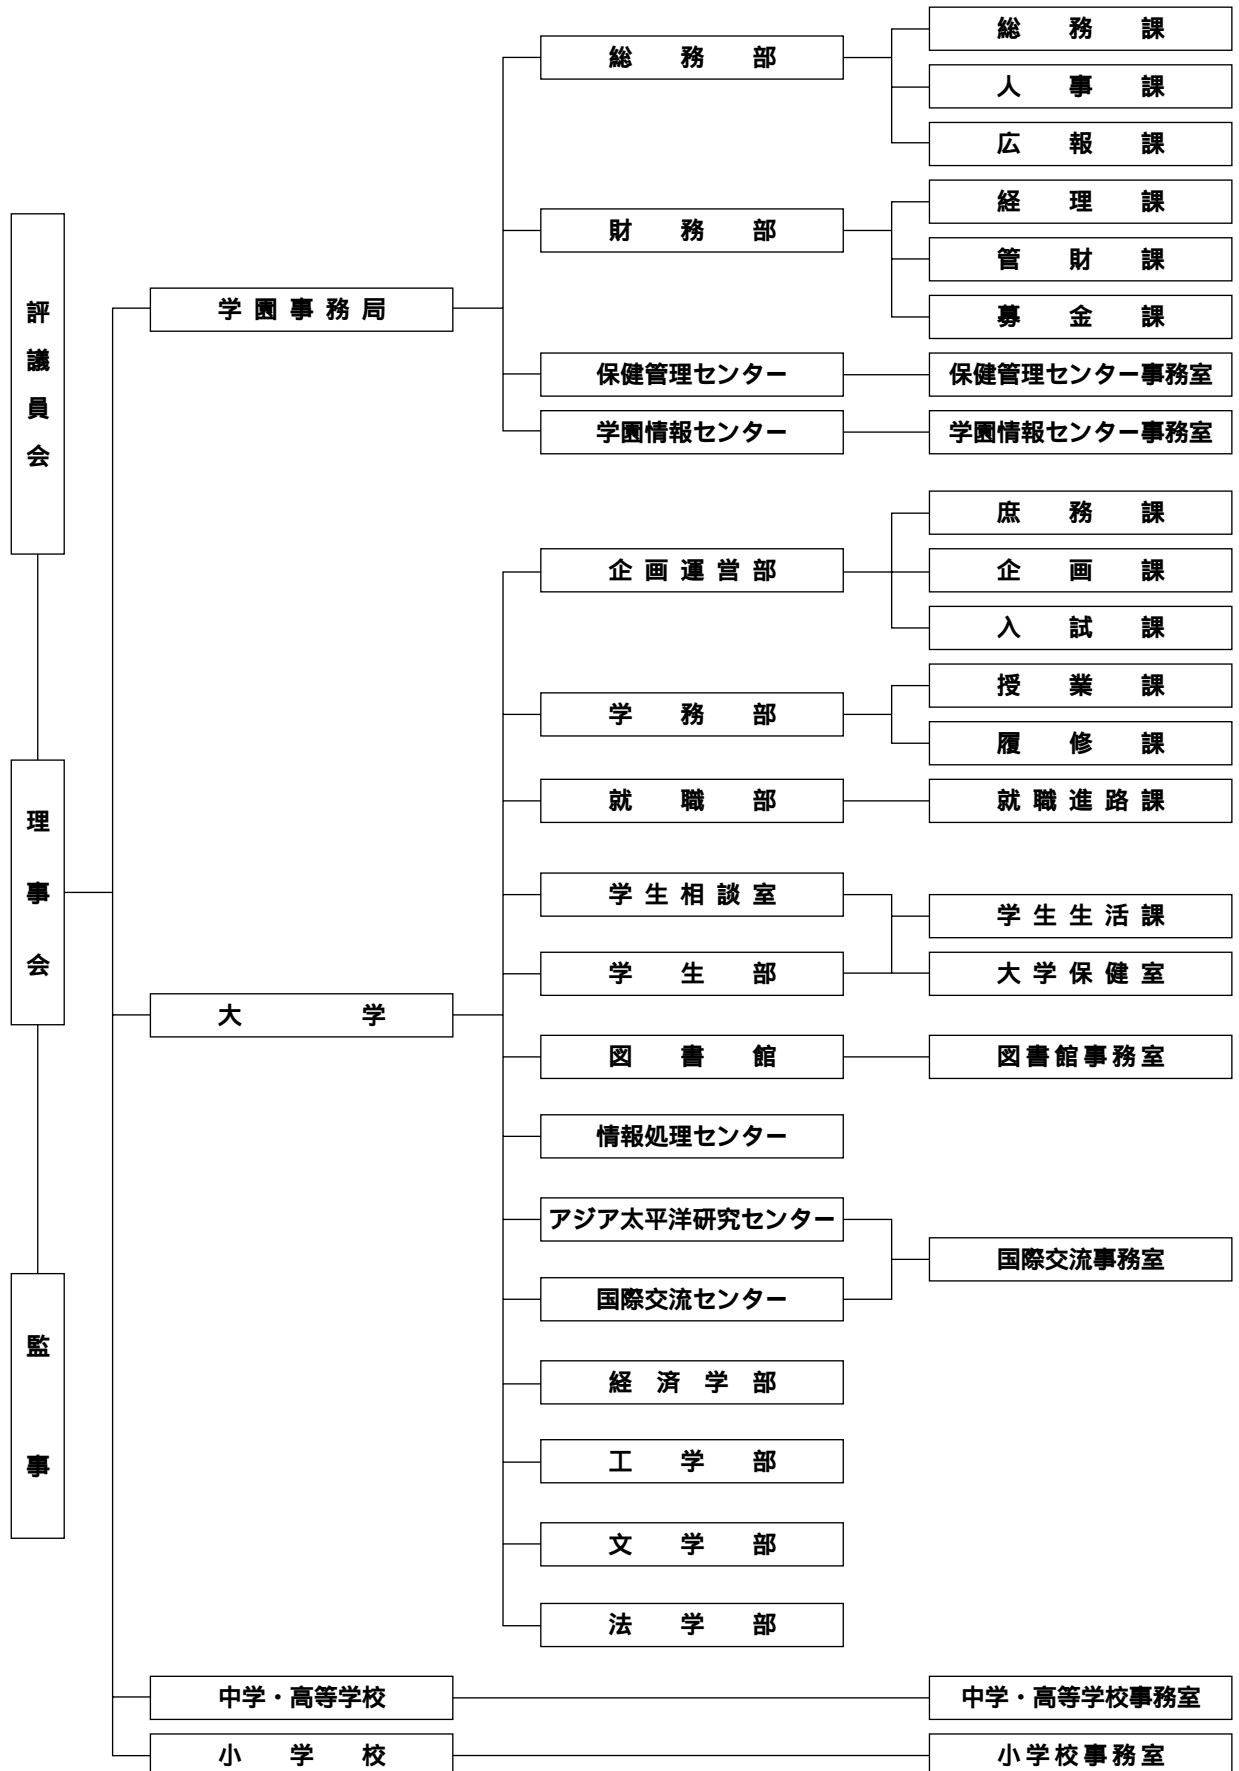 評議員会
理事会
監事
学園事務局
総務部
総務課
人事課
広報課
財務部
経理課
管財課
募金課
保健管理センター
保健管理センター事務室
学園情報センター
学園情報センター事務室
大学
企画運営部
庶務課
企画課
入試課
学務部
授業課
履修課
就職部
就職進路課
学生相談室
学生部
学生生活課
大学保健室
図書館
図書館事務室
情報処理センター
アジア太平洋研究センター
国際交流センター
国際交流事務室
経済学部
工学部
文学部
法学部
中学・高等学校
中学・高等学校事務室
小学校
小学校事務室